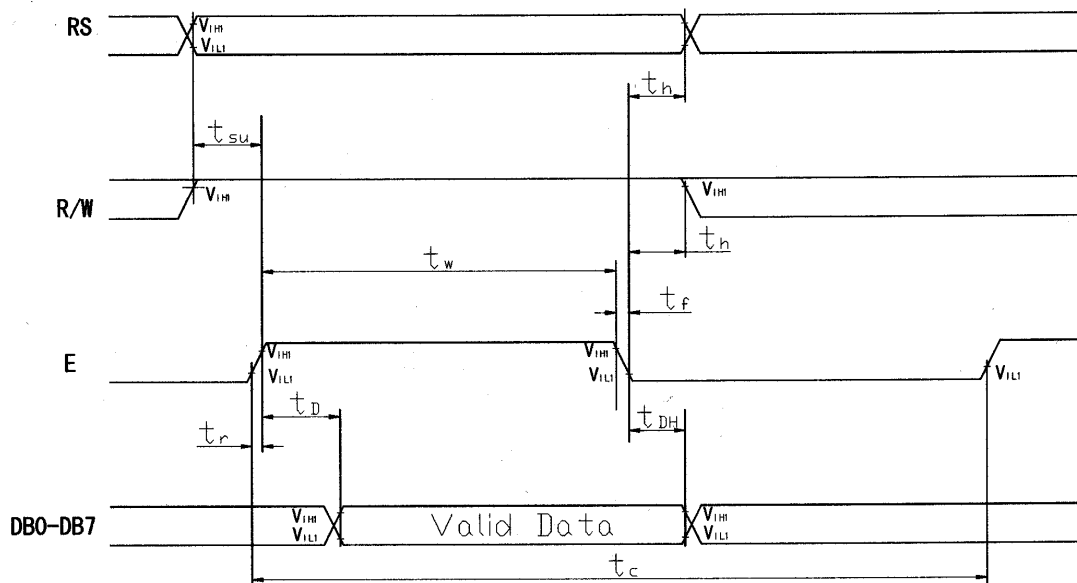 RS
VIH1
VIL1
th
tsu
R/W
VIH1
VIH1
th
tw
tf
E
VIH1
VIL1
VIH1
VIL1
VIL1
tD
tr
tDH
DB0-DB7
VIH1
VIL1
Valid Data
VIH1
VIL1
tc